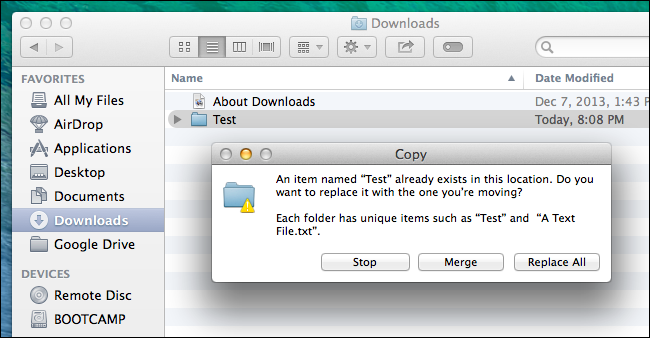 Downloads
FAVORITES
All My Files
AirDrop
Applications
Desktop
Documents
Downloads
Google Drive
DEVICES
Remote Disc
BOOTCAMP
Name
Date Modified
About Downloads
Dec 7, 2013, 1:43 P
Test
Today, 8:08 PM
Copy
An item named “Test” already exists in this location. Do you
want to replace it with the one you're moving?
Each folder has unique items such as “Test” and “A Text
File.txt”.
Stop
Merge
Replace All